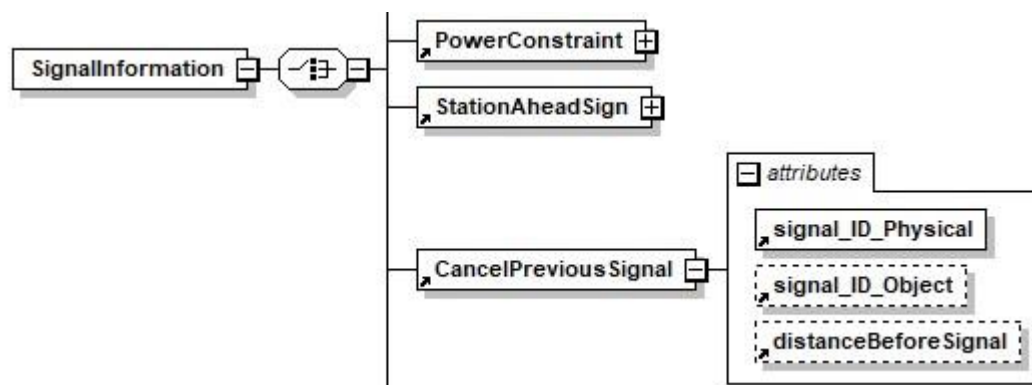 PowerConstraint
SignalInformation
StationAheadSign
attributes
signal_ID_Physical
CancelPreviousSignal
signal_ID_Object
distanceBeforeSignal